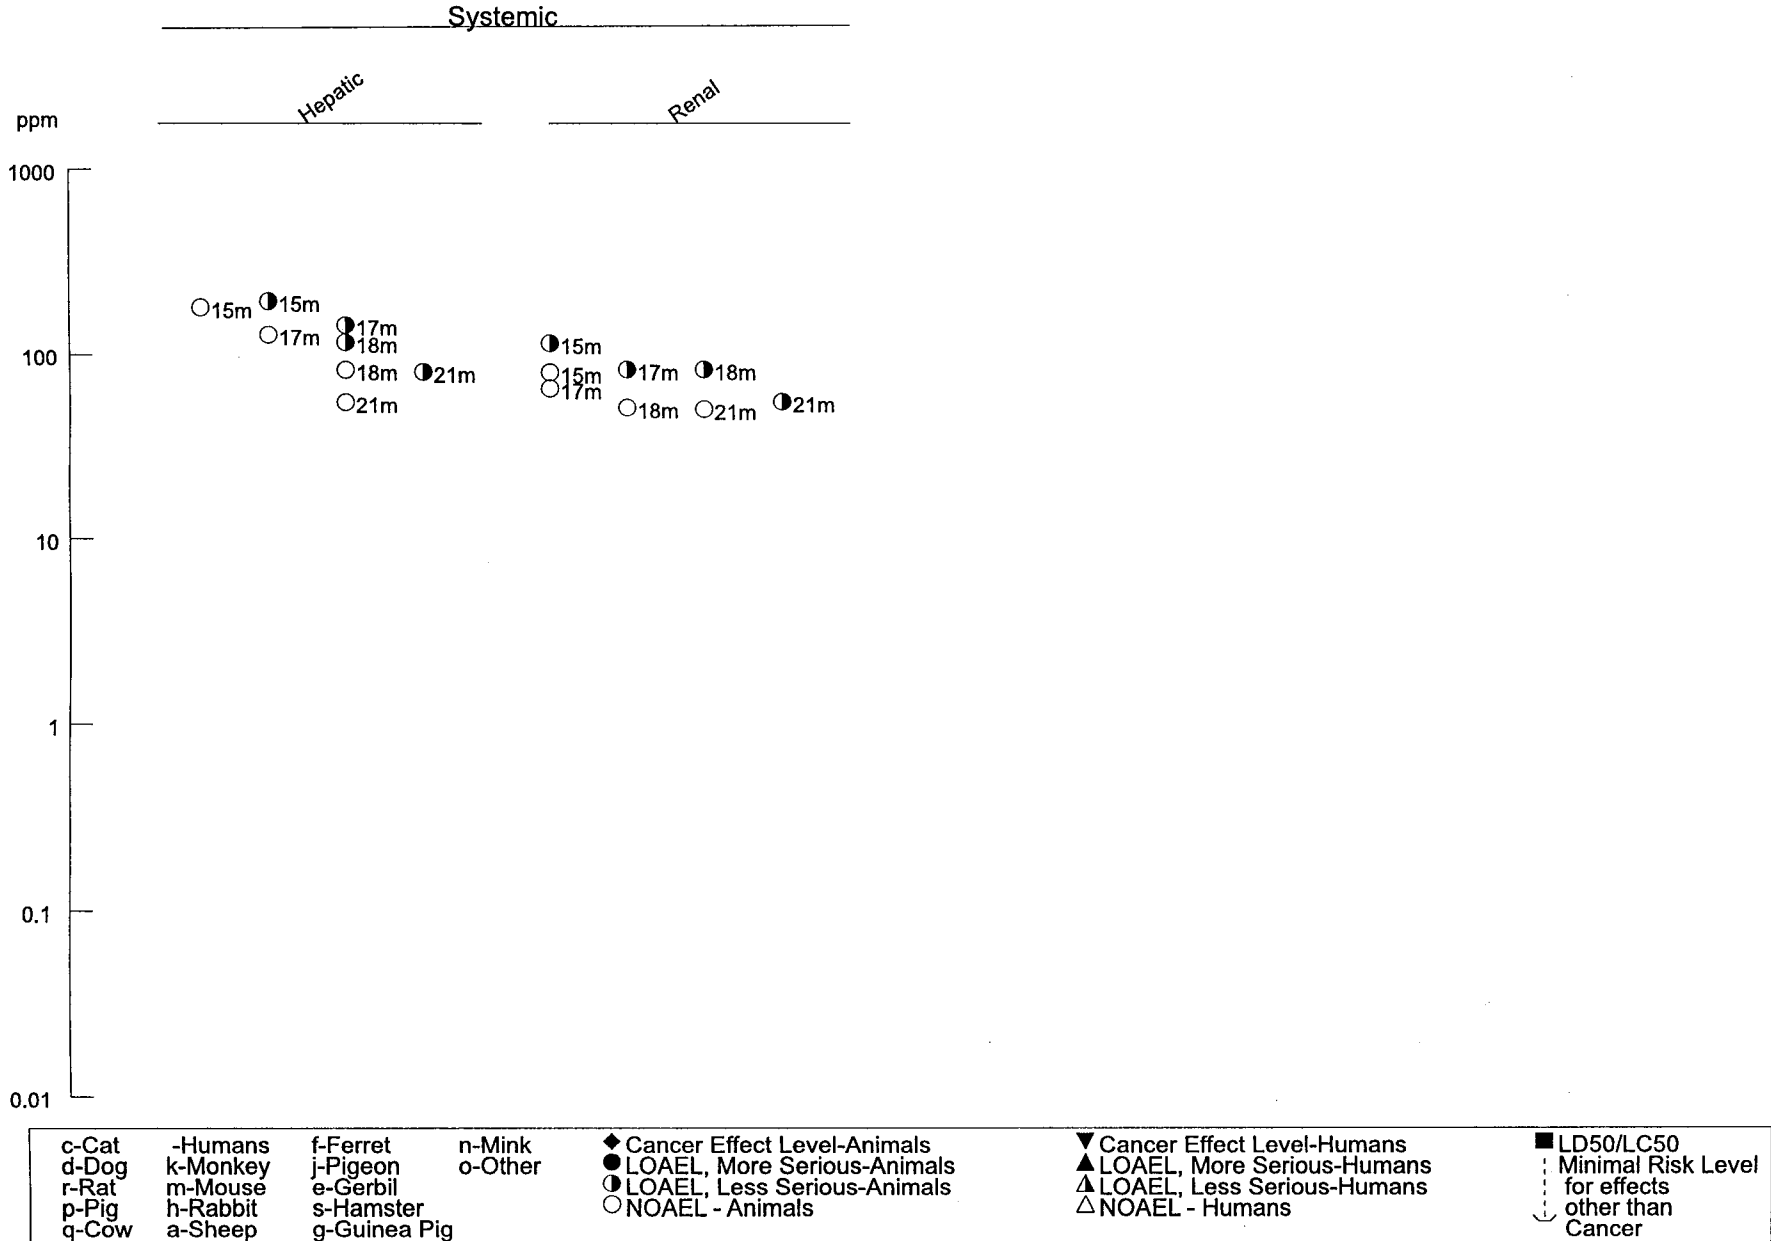 Systemic
Hepatic
Renal
ppm
1000
100
10
1
0.1
0.01
15m
15m
17m
17m
18m
18m
21m
21m
15m
15m
17m
17m
18m
18m
21m
21m
c-Cat -Humans f-Ferret n-Mink
d-Dog k-Monkey j-Pigeon o-Other
r-Rat m-Mouse e-Gerbil
p-Pig h-Rabbit s-Hamster
q-Cow a-Sheep g-Guinea Pig
Cancer Effect Level-Animals
LOAEL, More Serious-Animals
LOAEL, Less Serious-Animals
NOAEL - Animals
Cancer Effect Level-Humans
LOAEL, More Serious-Humans
LOAEL, Less Serious-Humans
NOAEL - Humans
LD50/LC50
Minimal Risk Level
for effects
other than
Cancer